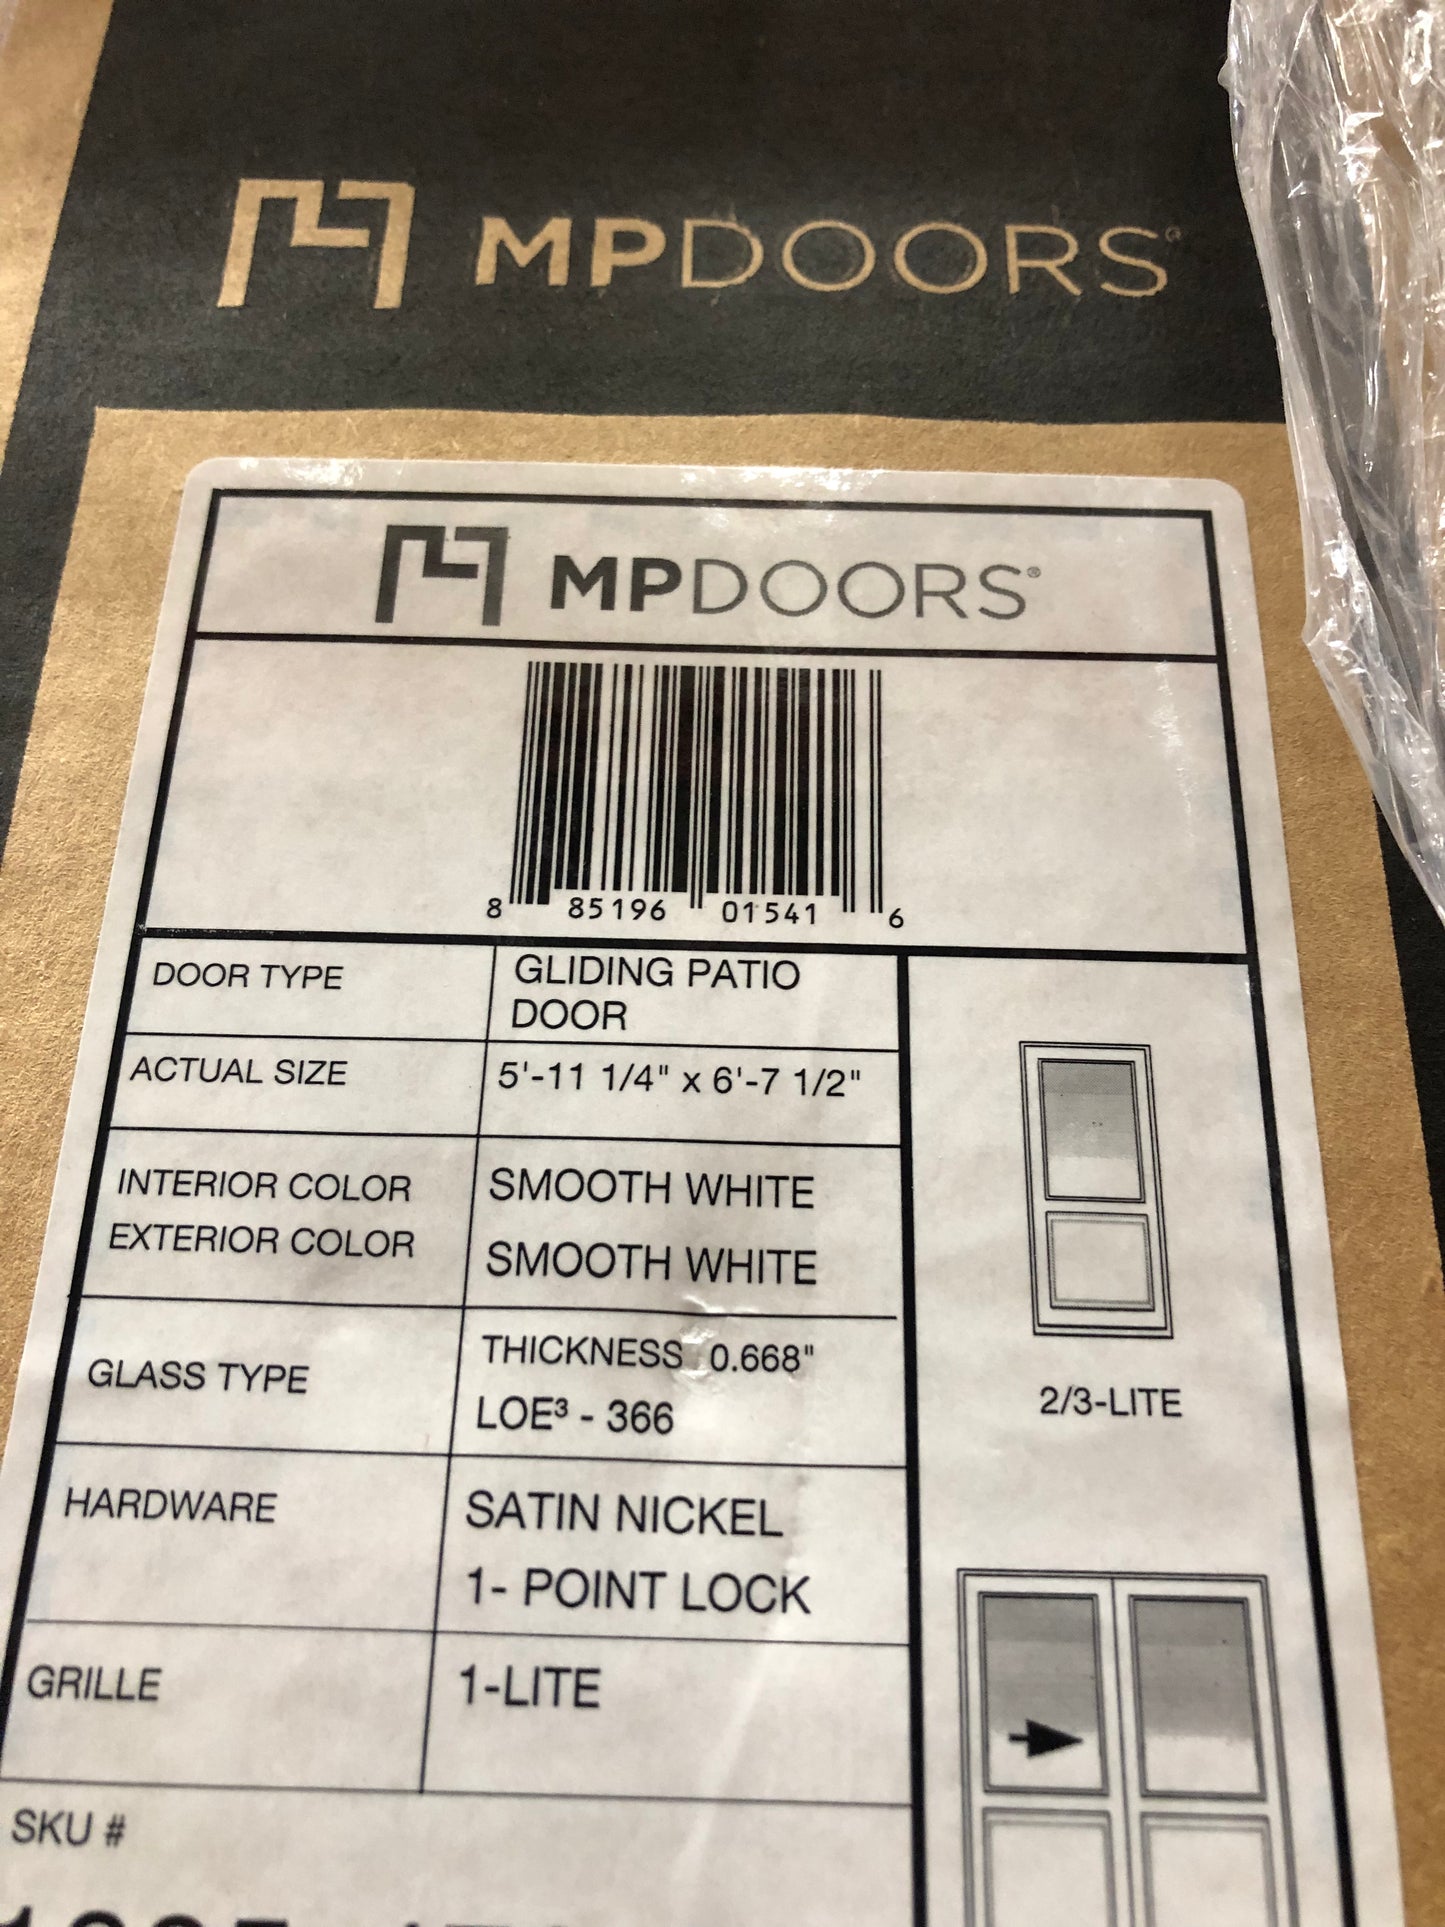 MPDOORS®
MPDOORS®
8 85196 01541 6
DOOR TYPE GLIDING PATIO
DOOR
ACTUAL SIZE 5'-11 1/4" x 6'-7 1/2"
INTERIOR COLOR SMOOTH WHITE
EXTERIOR COLOR SMOOTH WHITE
GLASS TYPE THICKNESS 0.668"
LOE³ - 366
HARDWARE SATIN NICKEL
1- POINT LOCK
GRILLE 1-LITE
2/3-LITE
SKU #